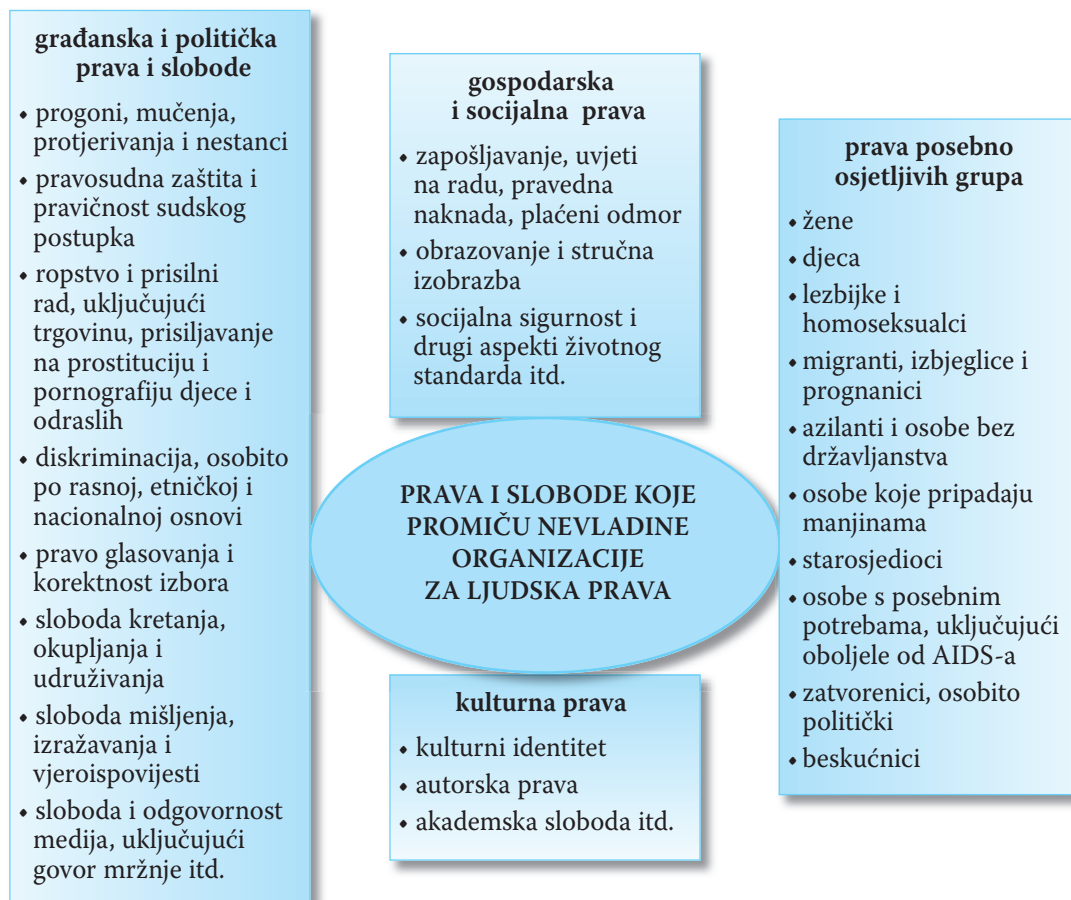 građanska i politička
prava i slobode
• progoni, mučenja,
protjerivanja i nestanci
• pravosudna zaštita i
pravičnost sudskog
postupka
• ropstvo i prisilni
rad, uključujući
trgovinu, prisiljavanje
na prostituciju i
pornografiju djece i
odraslih
• diskriminacija, osobito
po rasnoj, etničkoj i
nacionalnoj osnovi
• pravo glasovanja i
korektnost izbora
• sloboda kretanja,
okupljanja i
udruživanja
• sloboda mišljenja,
izražavanja i
vjeroispovijesti
• sloboda i odgovornost
medija, uključujući
govor mržnje itd.
gospodarska
i socijalna prava
• zapošljavanje, uvjeti
na radu, pravedna
naknada, plaćeni odmor
• obrazovanje i stručna
izobrazba
• socijalna sigurnost i
drugi aspekti životnog
standarda itd.
PRAVA I SLOBODE KOJE
PROMIČU NEVLADINE
ORGANIZACIJE
ZA LJUDSKA PRAVA
kulturna prava
• kulturni identitet
• autorska prava
• akademska sloboda itd.
prava posebno
osjetljivih grupa
• žene
• djeca
• lezbijke i
homoseksualci
• migranti, izbjeglice i
prognanici
• azilanti i osobe bez
državljanstva
• osobe koje pripadaju
manjinama
• starosjedioci
• osobe s posebnim
potrebama, uključujući
oboljele od AIDS-a
• zatvorenici, osobito
politički
• beskućnici